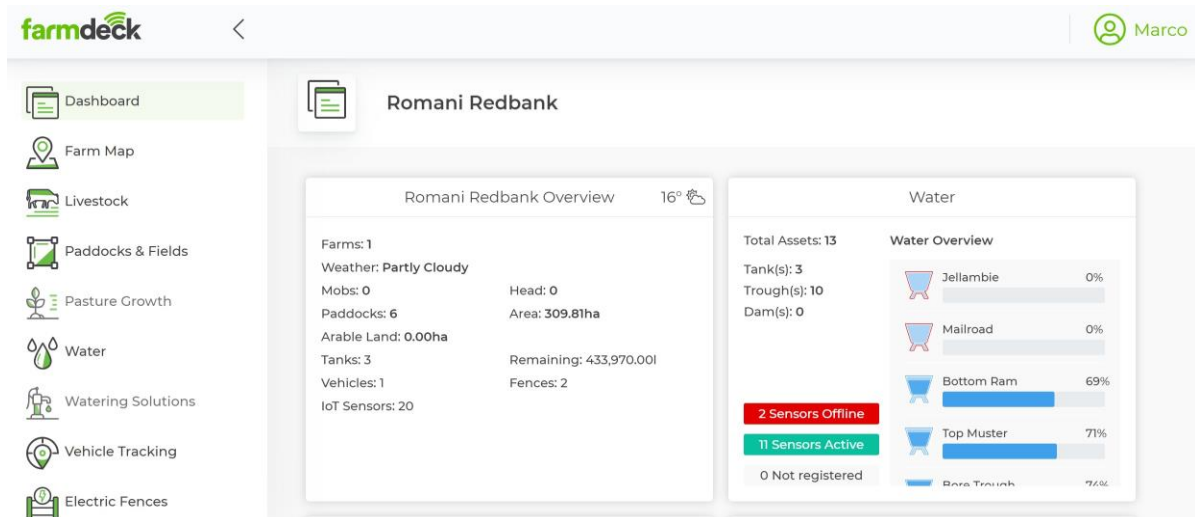 farmdeck
Marco
Dashboard
Farm Map
Livestock
Paddocks & Fields
Pasture Growth
Water
Watering Solutions
Vehicle Tracking
Electric Fences
Romani Redbank
Romani Redbank Overview 16°
Farms: 1
Weather: Partly Cloudy
Mobs: 0 Head: 0
Paddocks: 6 Area: 309.81ha
Arable Land: 0.00ha
Tanks: 3 Remaining: 433,970.00l
Vehicles: 1 Fences: 2
IoT Sensors: 20
Water
Total Assets: 13
Tank(s): 3
Trough(s): 10
Dam(s): 0
2 Sensors Offline
11 Sensors Active
0 Not registered
Water Overview
Jellambie 0%
Mailroad 0%
Bottom Ram 69%
Top Muster 71%
Bore Trough 74%